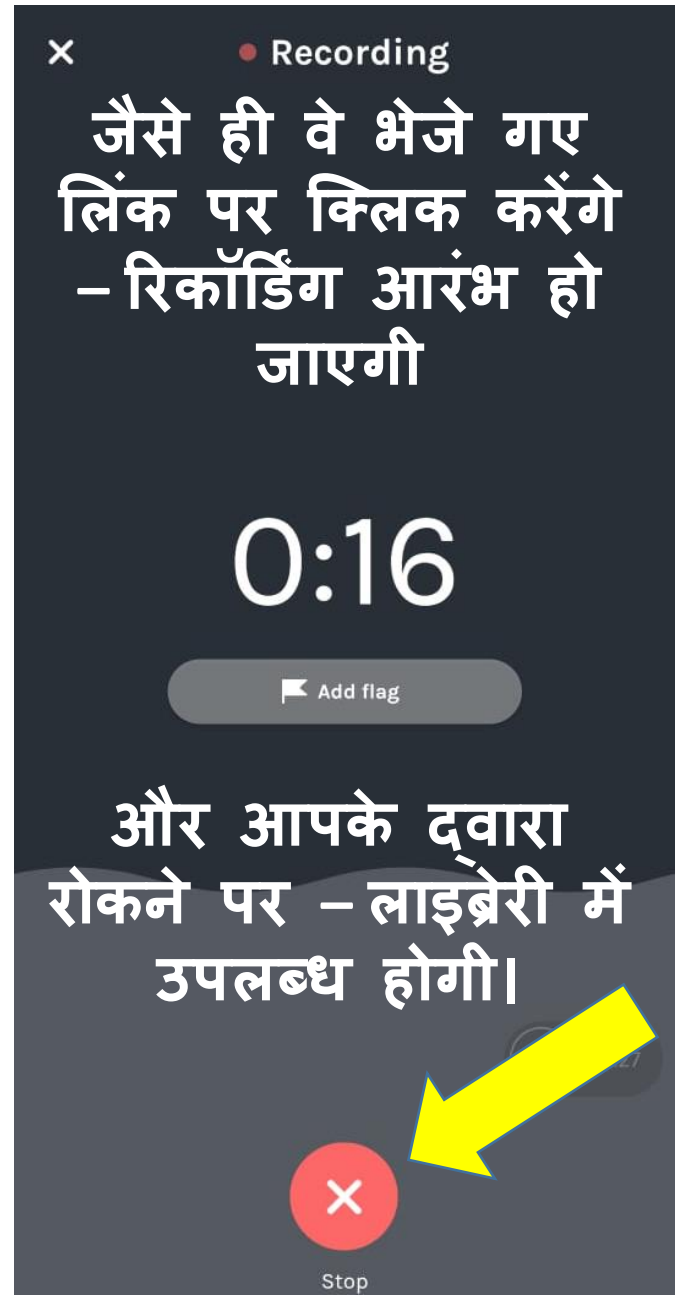 Recording
जैसे ही वे भेजे गए
लिंक पर क्लिक करेंगे
– रिकॉर्डिंग आरंभ हो
जाएगी
0:16
Add flag
और आपके द्वारा
रोकने पर – लाइब्रेरी में
उपलब्ध होगी।
Stop